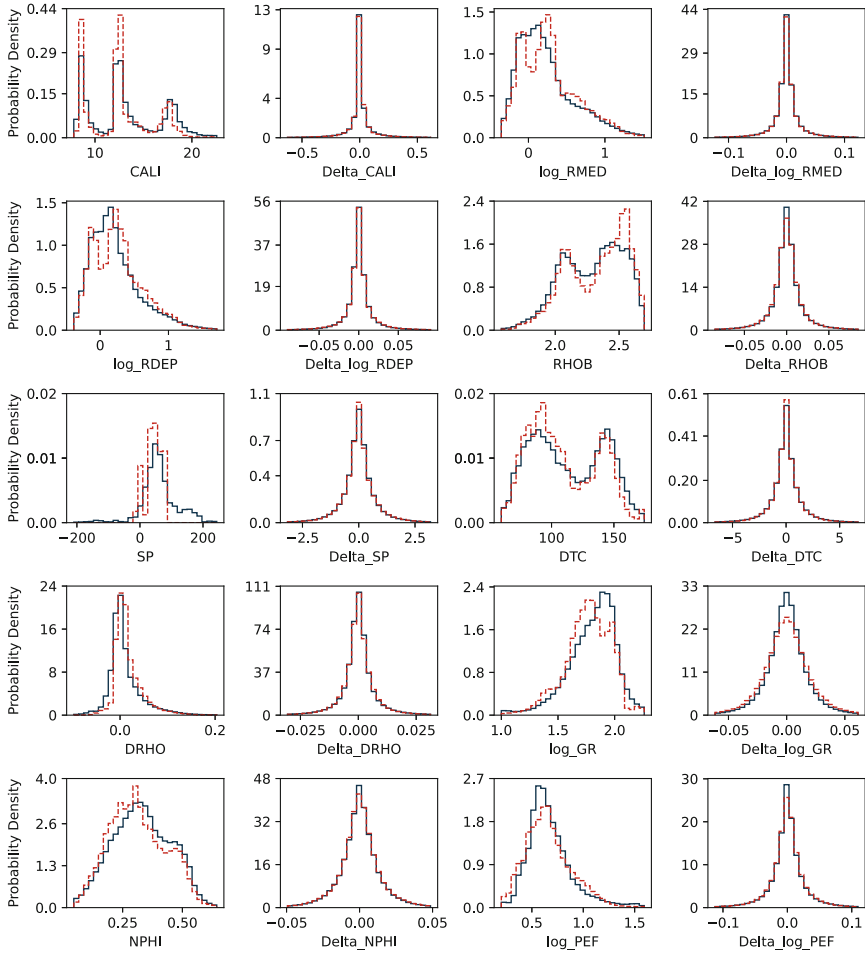 Probability Density
0.44 0.29 0.15 0.00
10 20
CALI
13 9 4 0
−0.5 0.0 0.5
Delta_CALI
1.5 1.0 0.5 0.0
0 1
log_RMED
44 29 15 0
−0.1 0.0 0.1
Delta_log_RMED
Probability Density
1.5 1.0 0.5 0.0
0 1
log_RDEP
56 37 19 0
−0.05 0.00 0.05
Delta_log_RDEP
2.4 1.6 0.8 0.0
2.0 2.5
RHOB
42 28 14 0
−0.05 0.00 0.05
Delta_RHOB
Probability Density
0.02 0.01 0.01 0.00
−200 0 200
SP
1.1 0.7 0.4 0.0
−2.5 0.0 2.5
Delta_SP
0.02 0.01 0.01 0.00
100 150
DTC
0.61 0.41 0.20 0.00
−5 0 5
Delta_DTC
Probability Density
24 16 8 0
0.0 0.2
DRHO
111 74 37 0
−0.025 0.000 0.025
Delta_DRHO
2.4 1.6 0.8 0.0
1.0 1.5 2.0
log_GR
33 22 11 0
−0.05 0.00 0.05
Delta_log_GR
Probability Density
4.0 2.6 1.3 0.0
0.25 0.50
NPHI
48 32 16 0
−0.05 0.00 0.05
Delta_NPHI
2.7 1.8 0.9 0.0
0.5 1.0 1.5
log_PEF
30 20 10 0
−0.1 0.0 0.1
Delta_log_PEF